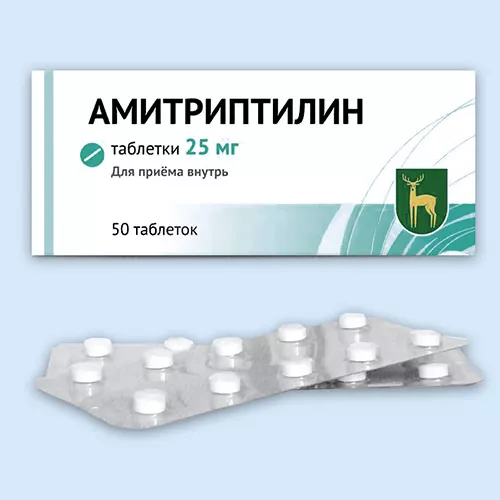 АМИТРИПТИЛИН
таблетки 25 мг
Для приёма внутрь
50 таблеток